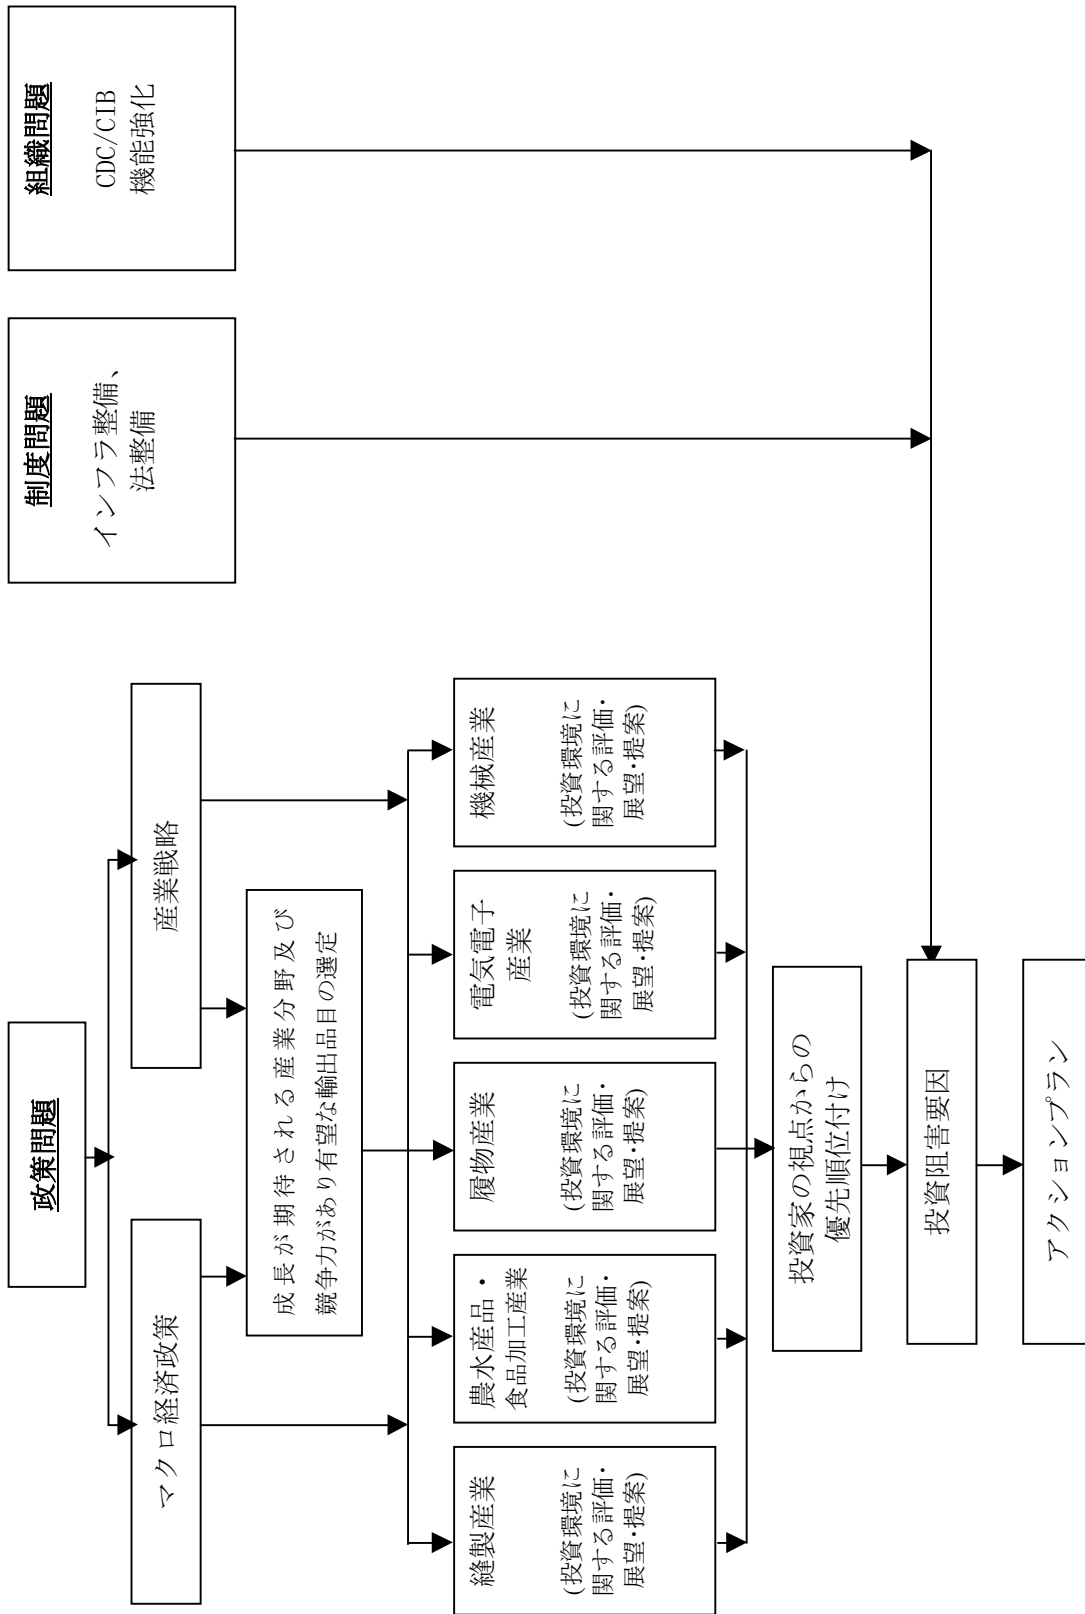 政策問題
制度問題
インフラ整備、
法整備
組織問題
CDC/CIB
機能強化
マクロ経済政策
産業戦略
成長が期待される産業分野及び
競争力があり有望な輸出品目の選定
縫製産業
(投資環境に
関する評価・
展望・提案)
農水産品・
食品加工産業
(投資環境に
関する評価・
展望・提案)
履物産業
(投資環境に
関する評価・
展望・提案)
電気電子
産業
(投資環境に
関する評価・
展望・提案)
機械産業
(投資環境に
関する評価・
展望・提案)
投資家の視点からの
優先順位付け
投資阻害要因
アクションプラン